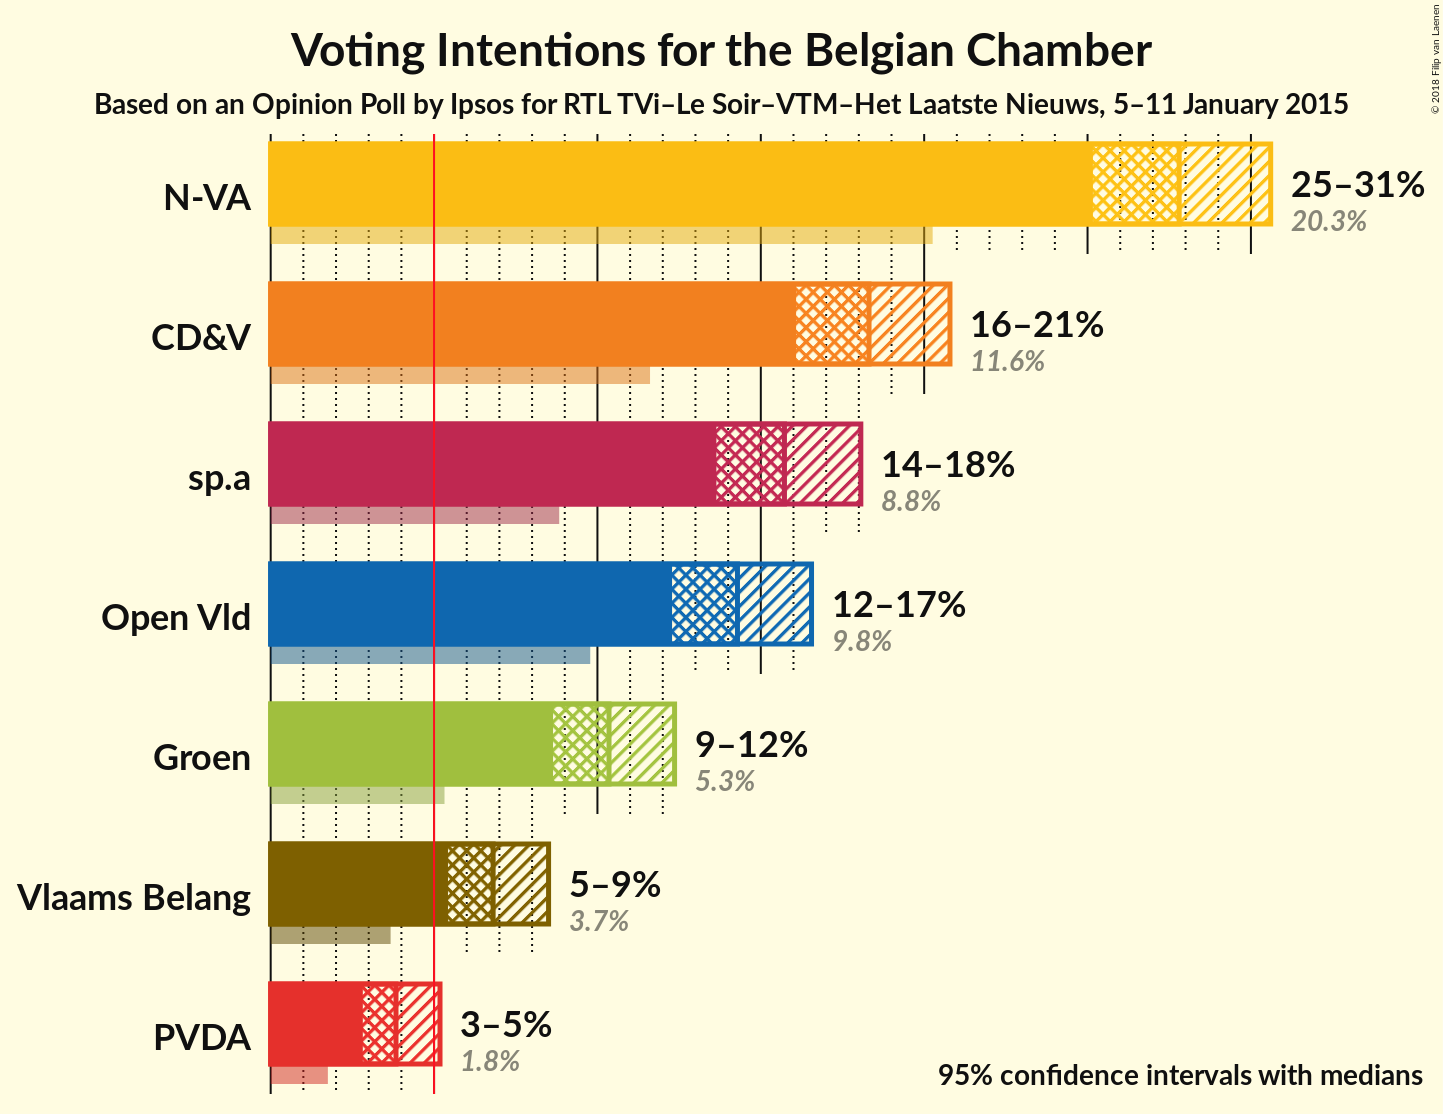 Voting Intentions for the Belgian Chamber
Based on an Opinion Poll by Ipsos for RTL TVi–Le Soir–VTM–Het Laatste Nieuws, 5–11 January 2015
© 2018 Filip van Laenen
N-VA
25–31%
20.3%
CD&V
16–21%
11.6%
sp.a
14–18%
8.8%
Open Vld
12–17%
9.8%
Groen
9–12%
5.3%
Vlaams Belang
5–9%
3.7%
PVDA
3–5%
1.8%
95% confidence intervals with medians